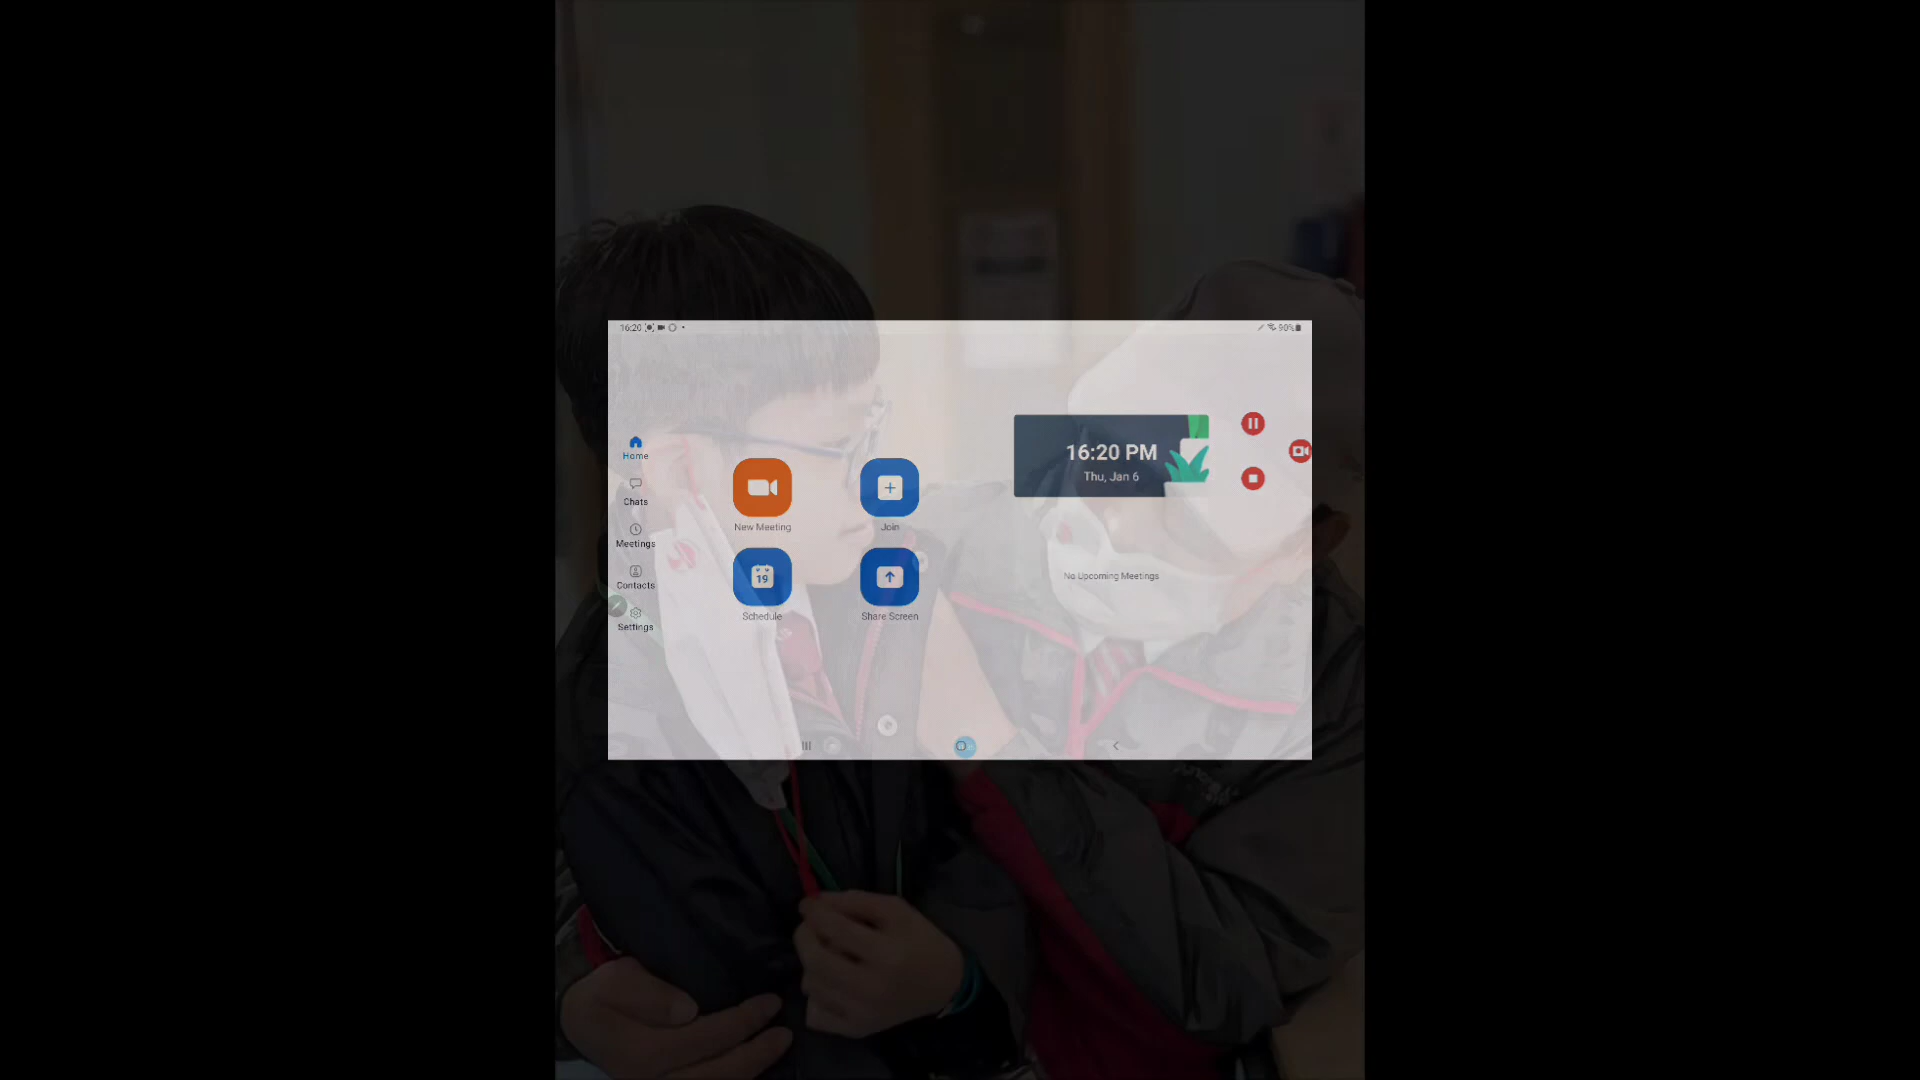 16:20
90%
16:20 PM
Thu, Jan 6
Home
Chats
Meetings
Contacts
Settings
New Meeting
Join
19
Schedule
Share Screen
No Upcoming Meetings